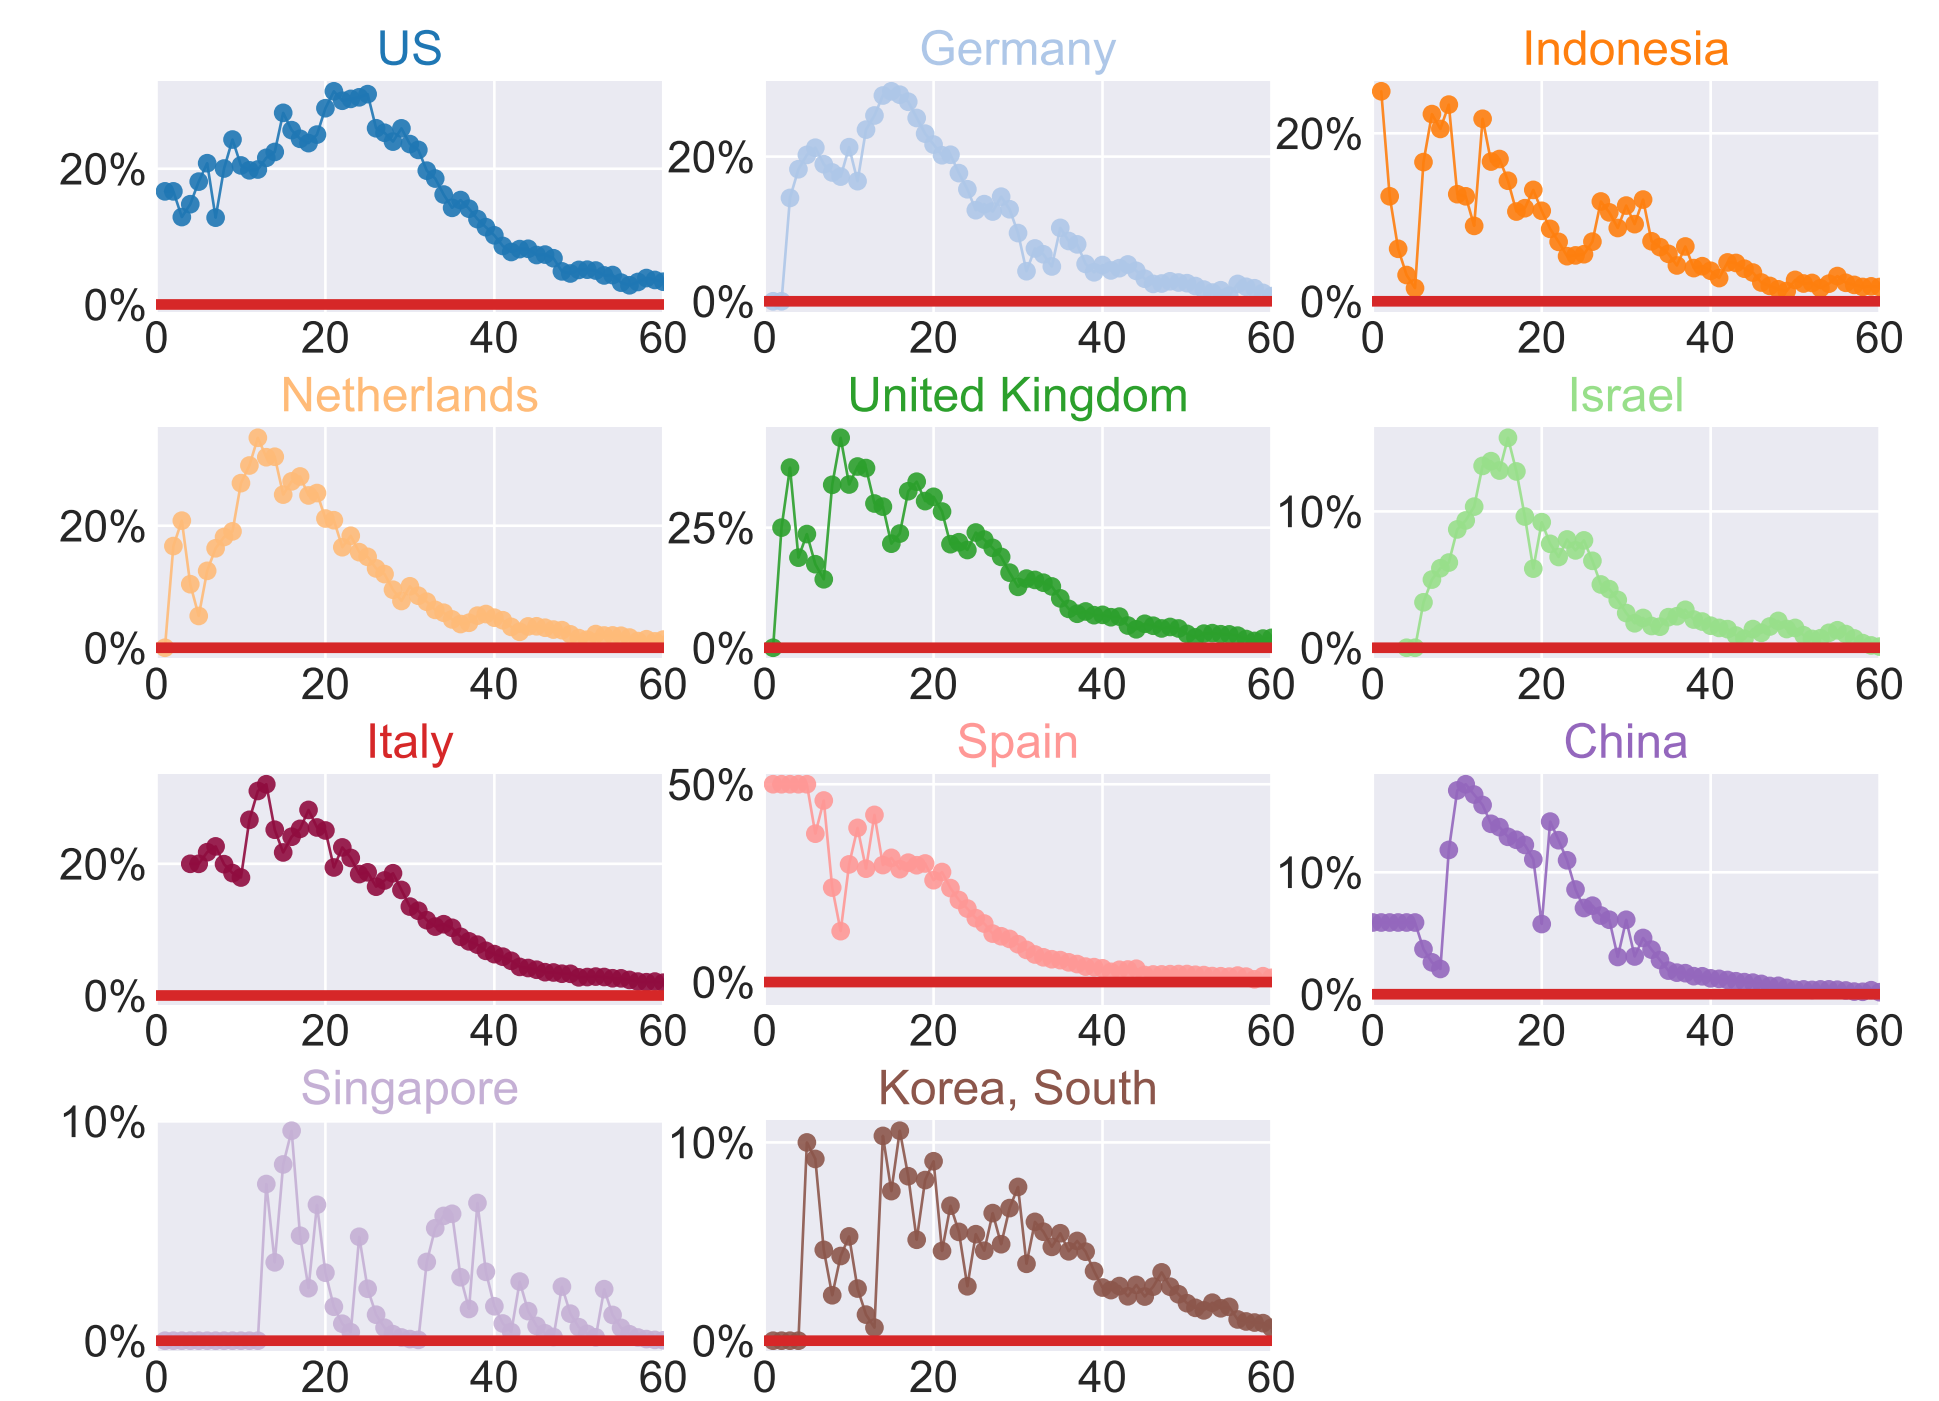 US Germany Indonesia
20% 20% 20%
0% 0% 0%
0 20 40 60 0 20 40 60 0 20 40 60
Netherlands United Kingdom Israel
20% 25% 10%
0% 0% 0%
0 20 40 60 0 20 40 60 0 20 40 60
Italy Spain China
50%
20% 10%
0% 0% 0%
0 20 40 60 0 20 40 60 0 20 40 60
Singapore Korea, South
10% 10%
0% 0%
0 20 40 60 0 20 40 60